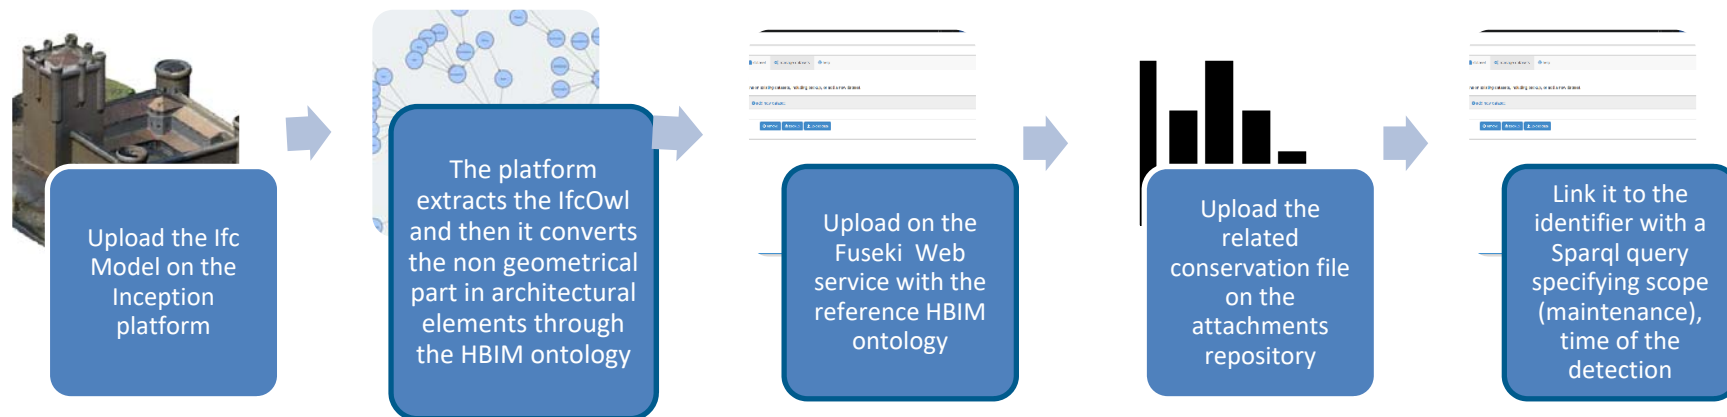 Upload the Ifc
Model on the
Inception
platform
The platform
extracts the IfcOwl
and then it converts
the non geometrical
part in architectural
elements through
the HBIM ontology
Upload on the
Fuseki Web
service with the
reference HBIM
ontology
Upload the
related
conservation file
on the
attachments
repository
Link it to the
identifier with a
Sparql query
specifying scope
(maintenance),
time of the
detection